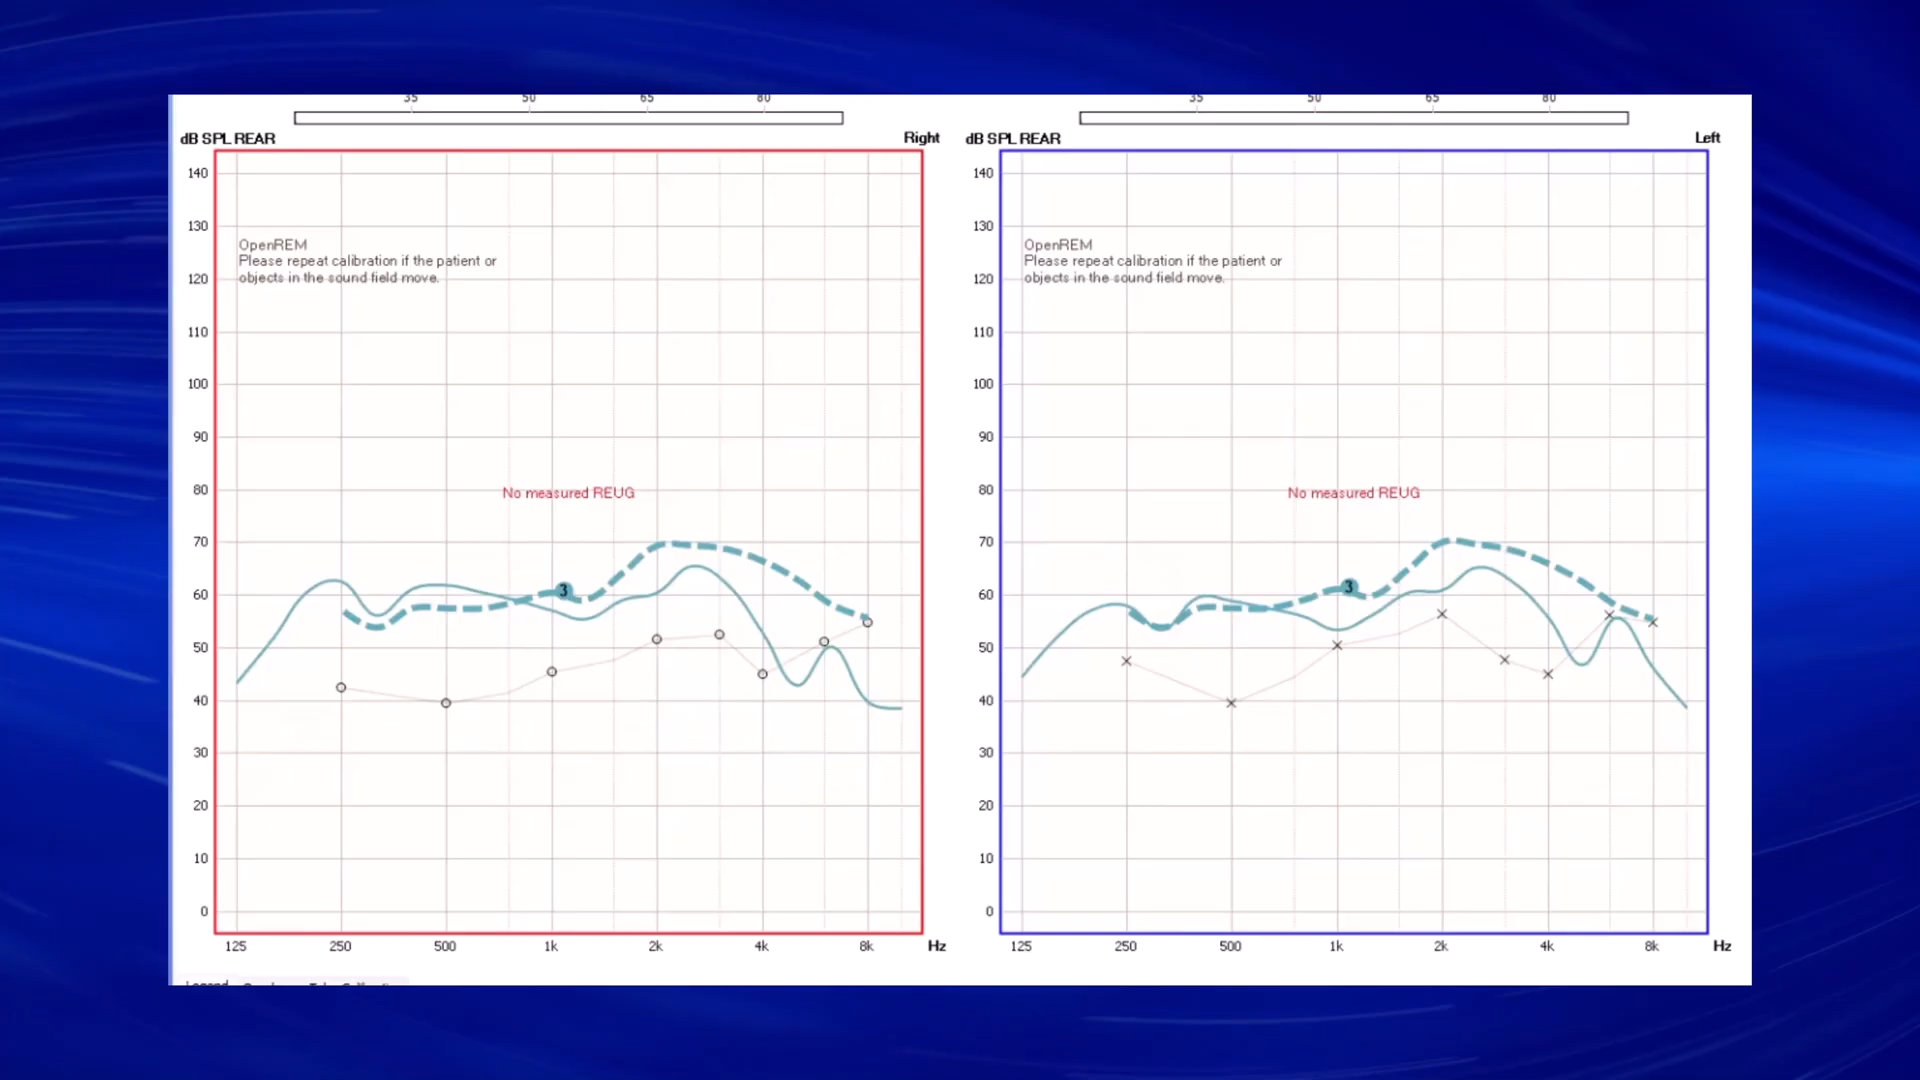 35 50 65 80
dB SPL REAR Right
140
130
OpenREM
Please repeat calibration if the patient or
120 objects in the sound field move.
110
100
90
80 No measured REUG
70
60 3
50
40
30
20
10
0
125 250 500 1k 2k 4k 8k Hz
35 50 65 80
dB SPL REAR Left
140
130
OpenREM
Please repeat calibration if the patient or
120 objects in the sound field move.
110
100
90
80 No measured REUG
70
60 3
50
40
30
20
10
0
125 250 500 1k 2k 4k 8k Hz